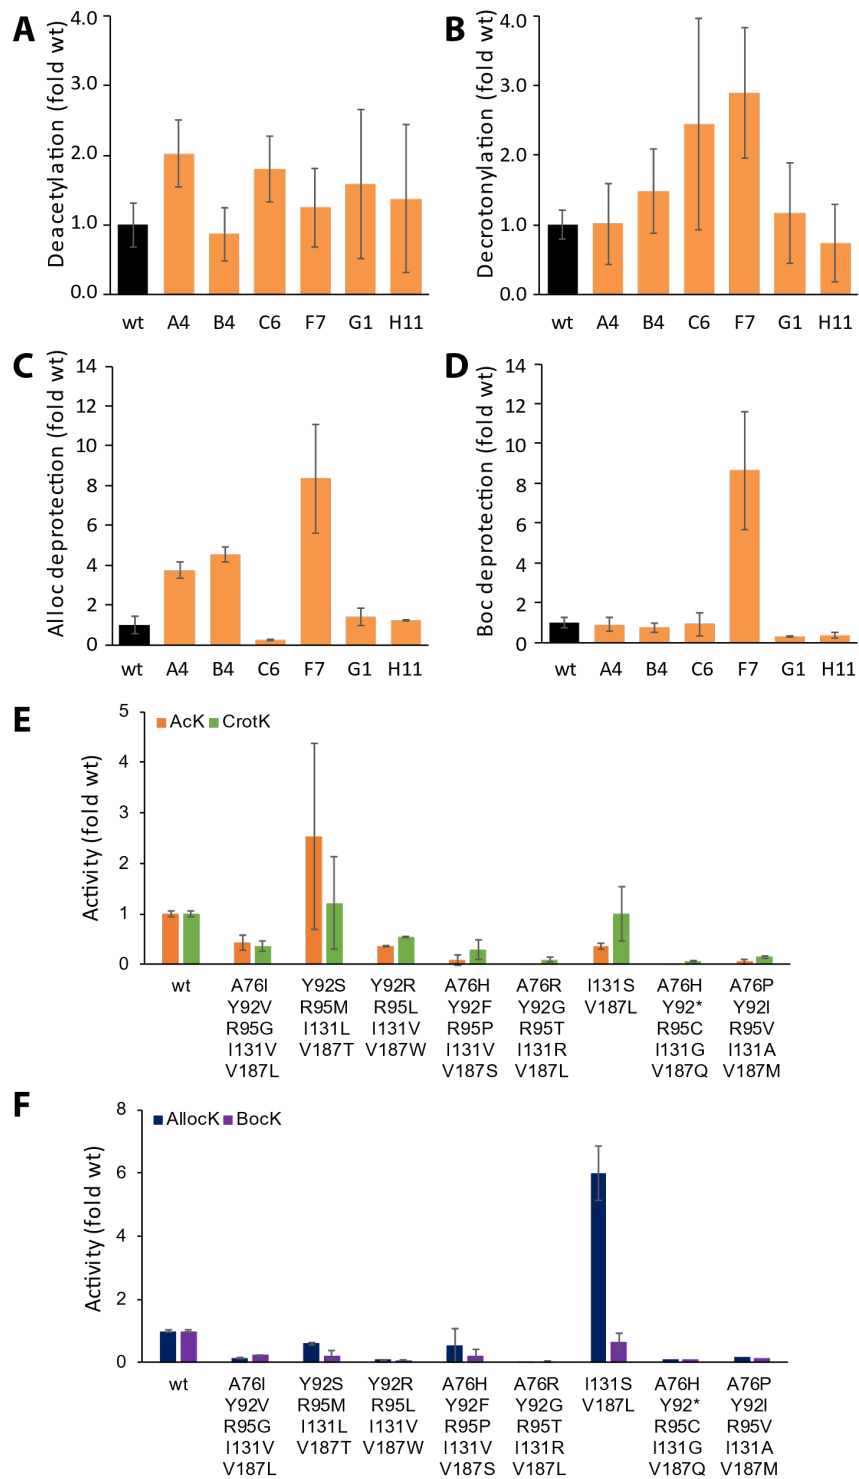 A
Deacetylation (fold wt)
4.0
3.0
2.0
1.0
0.0
wt A4 B4 C6 F7 G1 H11
B
Decrotonylation (fold wt)
4.0
3.0
2.0
1.0
0.0
wt A4 B4 C6 F7 G1 H11
C
Alloc deprotection (fold wt)
14
12
10
8
6
4
2
0
wt A4 B4 C6 F7 G1 H11
D
Boc deprotection (fold wt)
14
12
10
8
6
4
2
0
wt A4 B4 C6 F7 G1 H11
E
Activity (fold wt)
AcK CrotK
5
4
3
2
1
0
wt A76I Y92S Y92R A76H A76R I131S A76H A76P
Y92V R95M R95L Y92F Y92G V187L Y92* Y92I
R95G I131L I131V R95P R95T R95C R95V
I131V V187T V187W I131V I131R I131G I131A
V187L V187S V187L V187Q V187M
F
Activity (fold wt)
AllocK BocK
8
6
4
2
0
wt A76I Y92S Y92R A76H A76R I131S A76H A76P
Y92V R95M R95L Y92F Y92G V187L Y92* Y92I
R95G I131L I131V R95P R95T R95C R95V
I131V V187T V187W I131V I131R I131G I131A
V187L V187S V187L V187Q V187M